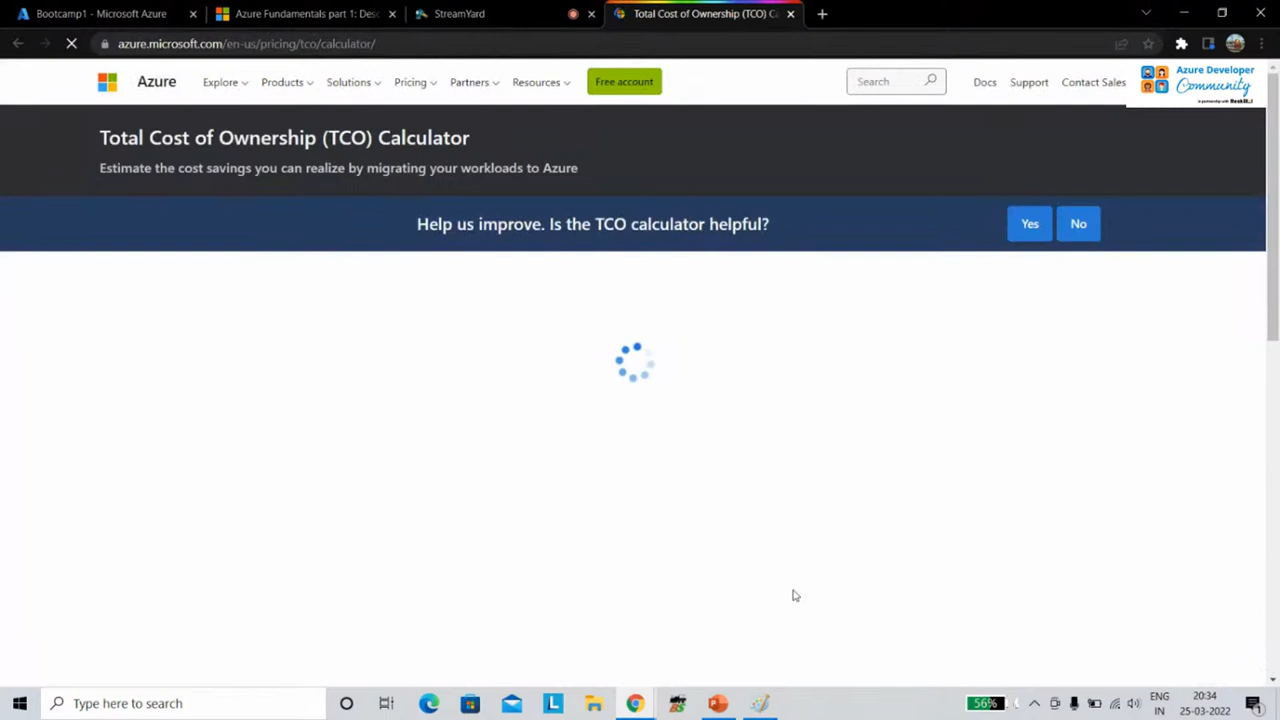 Bootcamp1 - Microsoft Azure
Azure Fundamentals part 1: Des
StreamYard
Total Cost of Ownership (TCO) C
azure.microsoft.com/en-us/pricing/tco/calculator/
Azure
Explore
Products
Solutions
Pricing
Partners
Resources
Free account
Search
Docs
Support
Contact Sales
Azure Developer
Community
Total Cost of Ownership (TCO) Calculator
Estimate the cost savings you can realize by migrating your workloads to Azure
Help us improve. Is the TCO calculator helpful?
Yes
No
Type here to search
L
56%
ENG
IN
20:34
25-03-2022
1